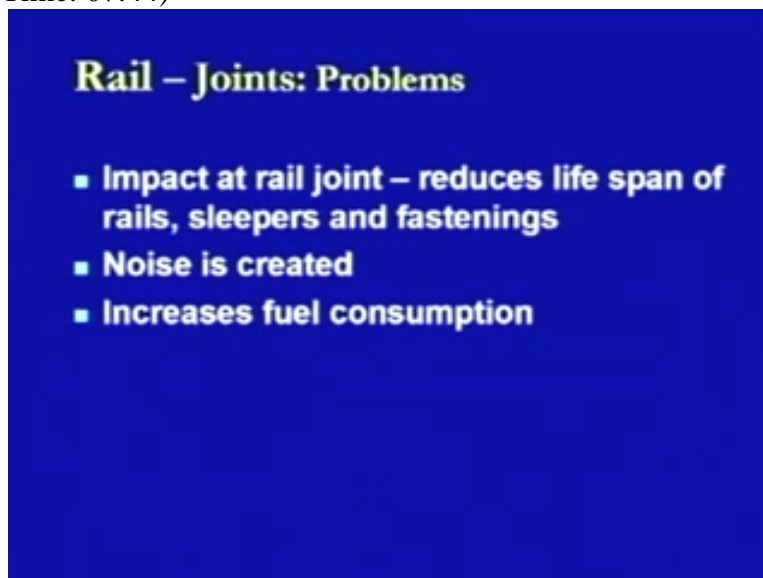 Rail – Joints: Problems
▪ Impact at rail joint – reduces life span of
rails, sleepers and fastenings
▪ Noise is created
▪ Increases fuel consumption